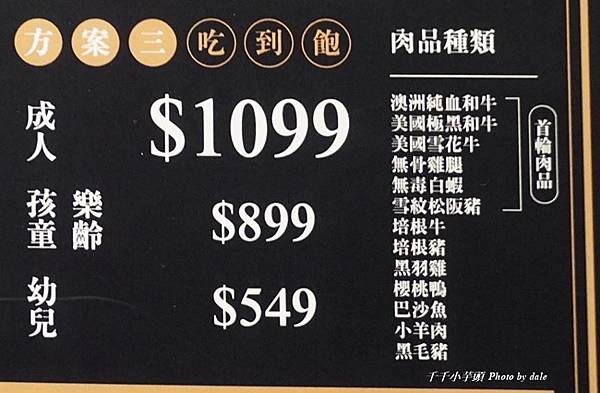 方案三吃到飽
成人 $1099
孩童 樂齡 $899
幼兒 $549
肉品種類
澳洲純血和牛
美國極黑和牛
美國雪花牛
無骨雞腿
無毒白蝦
雪紋松阪豬
首輪肉品
培根牛
培根豬
黑羽雞
櫻桃鴨
巴沙魚
小羊肉
黑毛豬
千千小芋頭 Photo by dale